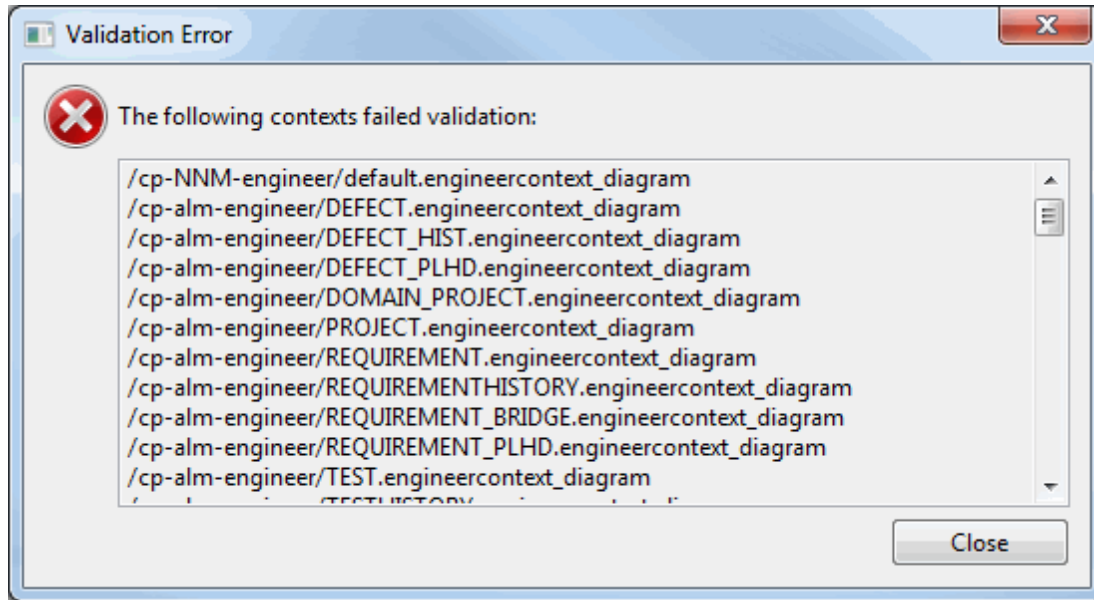 Validation Error
The following contexts failed validation:
/cp-NNM-engineer/default.engineercontext_diagram
/cp-alm-engineer/DEFECT.engineercontext_diagram
/cp-alm-engineer/DEFECT_HIST.engineercontext_diagram
/cp-alm-engineer/DEFECT_PLHD.engineercontext_diagram
/cp-alm-engineer/DOMAIN_PROJECT.engineercontext_diagram
/cp-alm-engineer/PROJECT.engineercontext_diagram
/cp-alm-engineer/REQUIREMENT.engineercontext_diagram
/cp-alm-engineer/REQUIREMENTHISTORY.engineercontext_diagram
/cp-alm-engineer/REQUIREMENT_BRIDGE.engineercontext_diagram
/cp-alm-engineer/REQUIREMENT_PLHD.engineercontext_diagram
/cp-alm-engineer/TEST.engineercontext_diagram
Close